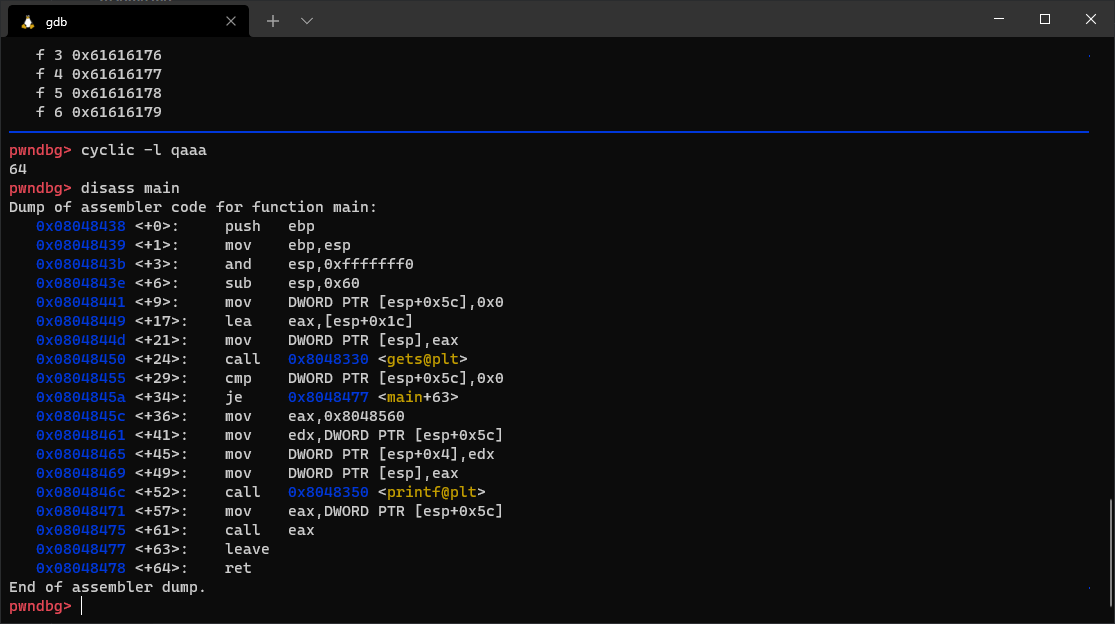 gdb
f 3 0x61616176
f 4 0x61616177
f 5 0x61616178
f 6 0x61616179
pwndbg> cyclic -l qaaa
64
pwndbg> disass main
Dump of assembler code for function main:
0x08048438 <+0>: push ebp
0x08048439 <+1>: mov ebp,esp
0x0804843b <+3>: and esp,0xfffffff0
0x0804843e <+6>: sub esp,0x60
0x08048441 <+9>: mov DWORD PTR [esp+0x5c],0x0
0x08048449 <+17>: lea eax,[esp+0x1c]
0x0804844d <+21>: mov DWORD PTR [esp],eax
0x08048450 <+24>: call 0x8048330 <gets@plt>
0x08048455 <+29>: cmp DWORD PTR [esp+0x5c],0x0
0x0804845a <+34>: je 0x8048477 <main+63>
0x0804845c <+36>: mov eax,0x8048560
0x08048461 <+41>: mov edx,DWORD PTR [esp+0x5c]
0x08048465 <+45>: mov DWORD PTR [esp+0x4],edx
0x08048469 <+49>: mov DWORD PTR [esp],eax
0x0804846c <+52>: call 0x8048350 <printf@plt>
0x08048471 <+57>: mov eax,DWORD PTR [esp+0x5c]
0x08048475 <+61>: call eax
0x08048477 <+63>: leave
0x08048478 <+64>: ret
End of assembler dump.
pwndbg>